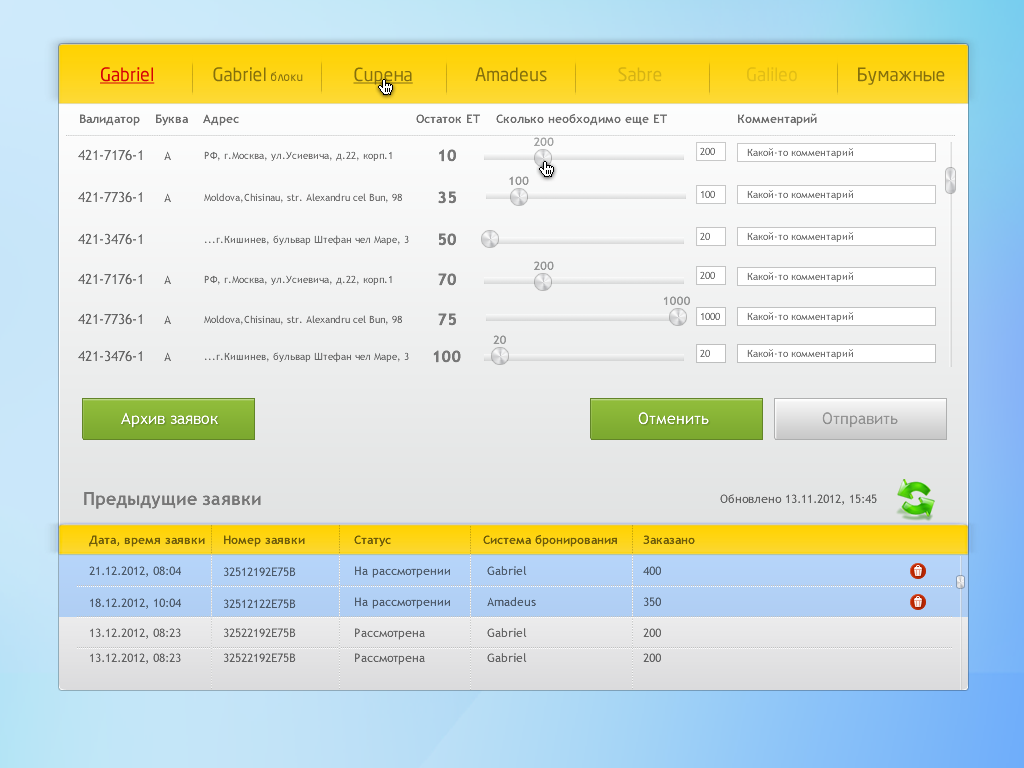 Gabriel Gabriel блоки Сирена Amadeus Sabre Galileo Бумажные
Валидатор Буква Адрес Остаток ЕТ Сколько необходимо еще ЕТ Комментарий
200
421-7176-1 А РФ, г.Москва, ул.Усиевича, д.22, корп.1 10 200 Какой-то комментарий
100
421-7736-1 А Moldova,Chisinau, str. Alexandru cel Bun, 98 35 100 Какой-то комментарий
421-3476-1 ...г.Кишинев, бульвар Штефан чел Маре, 3 50 20 Какой-то комментарий
200
421-7176-1 А РФ, г.Москва, ул.Усиевича, д.22, корп.1 70 200 Какой-то комментарий
1000
421-7736-1 А Moldova,Chisinau, str. Alexandru cel Bun, 98 75 1000 Какой-то комментарий
20
421-3476-1 А ...г.Кишинев, бульвар Штефан чел Маре, 3 100 20 Какой-то комментарий
Архив заявок Отменить Отправить
Предыдущие заявки Обновлено 13.11.2012, 15:45
Дата, время заявки Номер заявки Статус Система бронирования Заказано
21.12.2012, 08:04 32512192E75B На рассмотрении Gabriel 400
18.12.2012, 10:04 32512122E75B На рассмотрении Amadeus 350
13.12.2012, 08:23 32522192E75B Рассмотрена Gabriel 200
13.12.2012, 08:23 32522192E75B Рассмотрена Gabriel 200